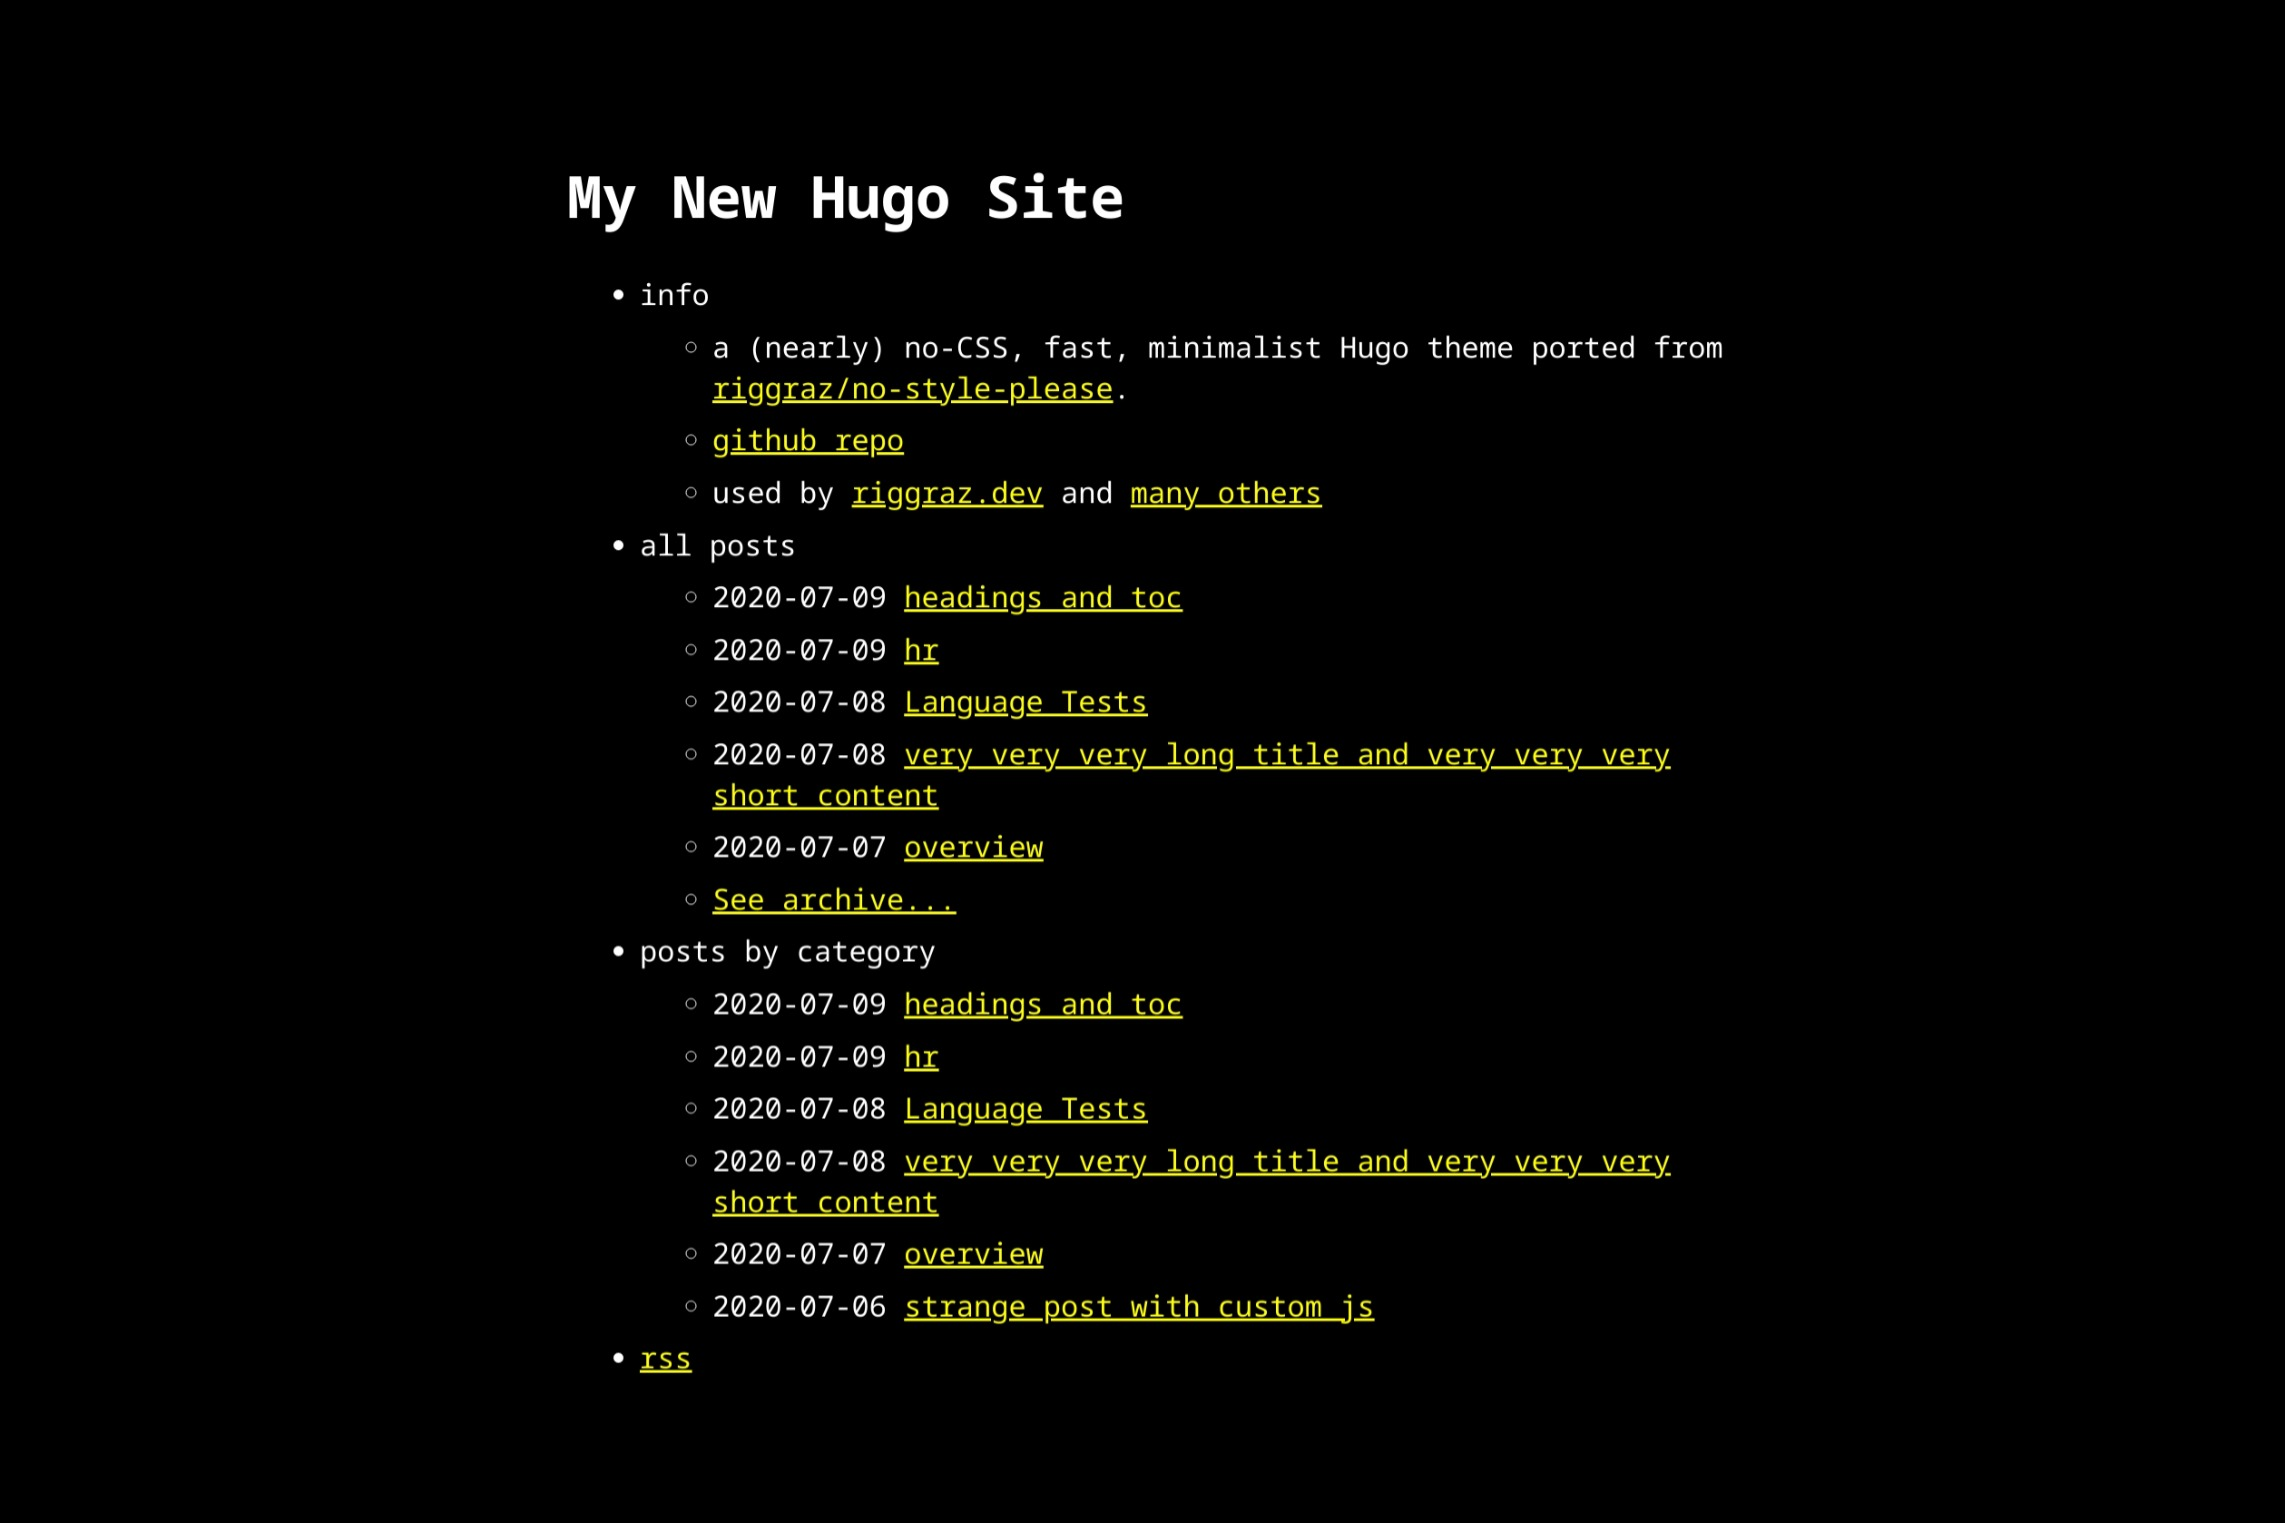 My New Hugo Site
info
a (nearly) no-CSS, fast, minimalist Hugo theme ported from
riggraz/no-style-please.
github repo
used by riggraz.dev and many others
all posts
2020-07-09 headings and toc
2020-07-09 hr
2020-07-08 Language Tests
2020-07-08 very very very long title and very very very
short content
2020-07-07 overview
See archive...
posts by category
2020-07-09 headings and toc
2020-07-09 hr
2020-07-08 Language Tests
2020-07-08 very very very long title and very very very
short content
2020-07-07 overview
2020-07-06 strange post with custom js
rss